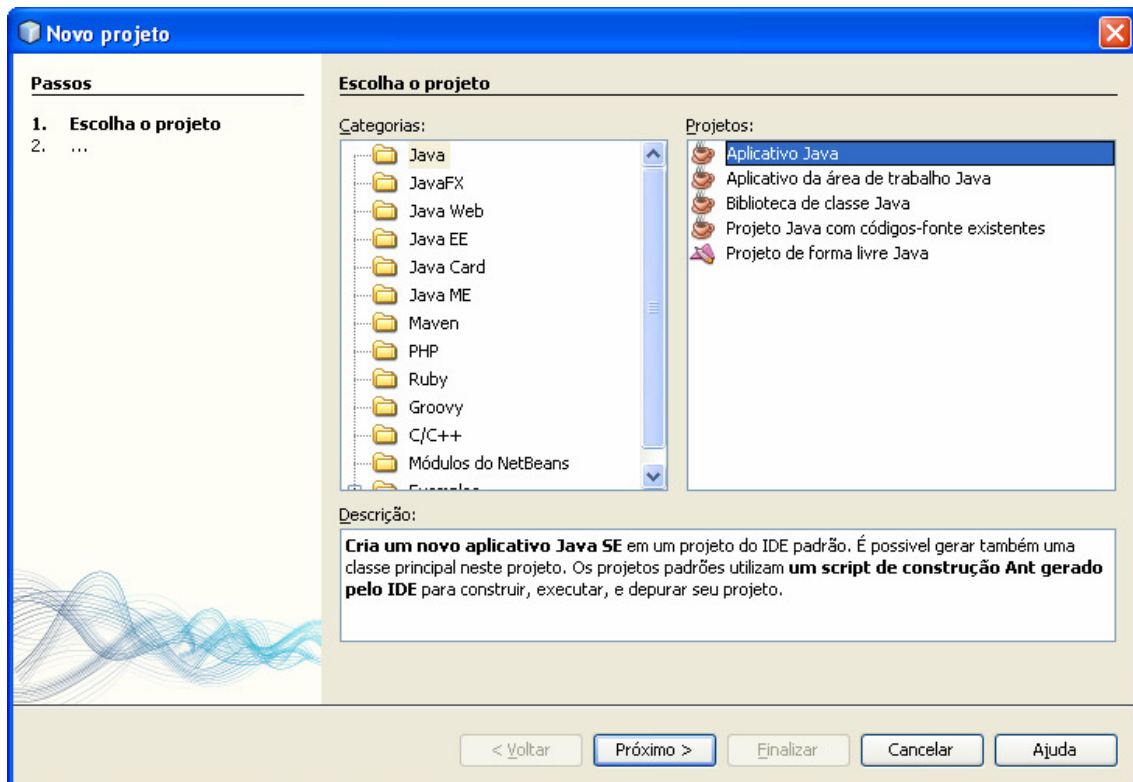 Novo projeto
Passos
1. Escolha o projeto
2. ...
Escolha o projeto
Categorias:
Java
JavaFX
Java Web
Java EE
Java Card
Java ME
Maven
PHP
Ruby
Groovy
C/C++
Módulos do NetBeans
Projetos:
Aplicativo Java
Aplicativo da área de trabalho Java
Biblioteca de classe Java
Projeto Java com códigos-fonte existentes
Projeto de forma livre Java
Descrição:
Cria um novo aplicativo Java SE em um projeto do IDE padrão. É possivel gerar também uma
classe principal neste projeto. Os projetos padrões utilizam um script de construção Ant gerado
pelo IDE para construir, executar, e depurar seu projeto.
< Voltar
Próximo >
Finalizar
Cancelar
Ajuda